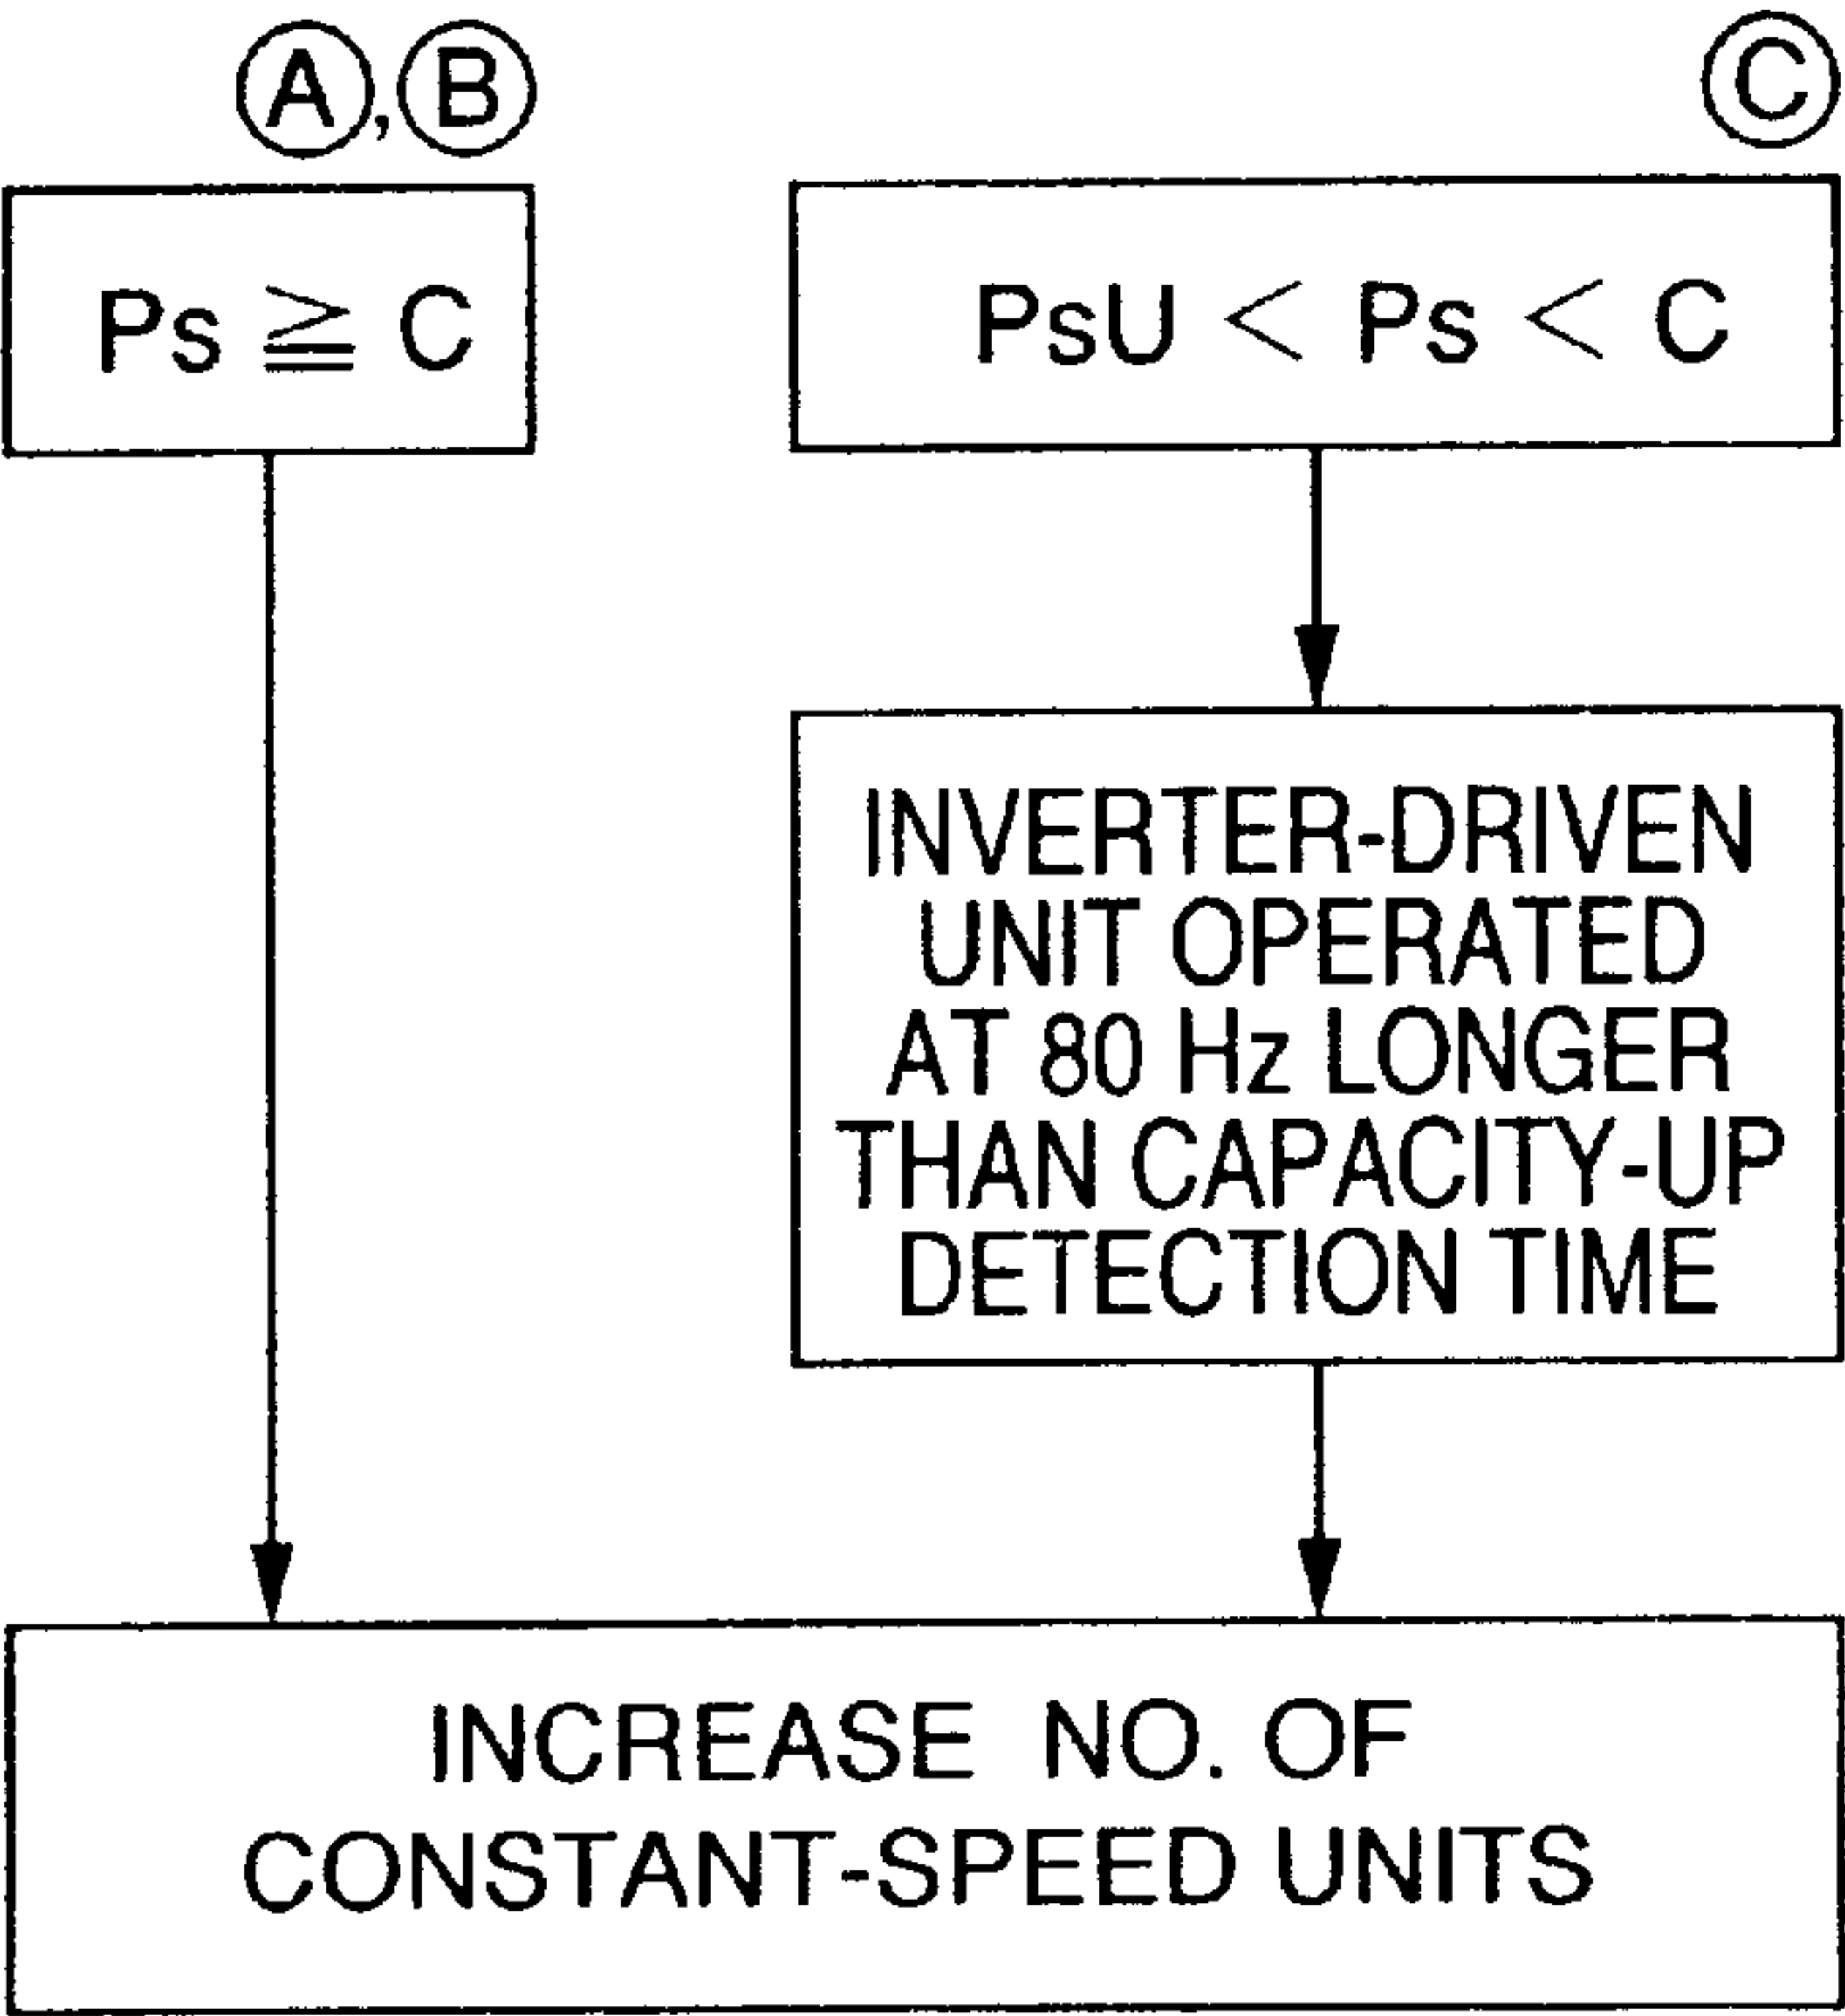 Ⓐ, Ⓑ
Ⓒ
Ps ≧ C
PsU < Ps < C
INVERTER-DRIVEN
UNIT OPERATED
AT 80 Hz LONGER
THAN CAPACITY-UP
DETECTION TIME
INCREASE NO. OF
CONSTANT-SPEED UNITS